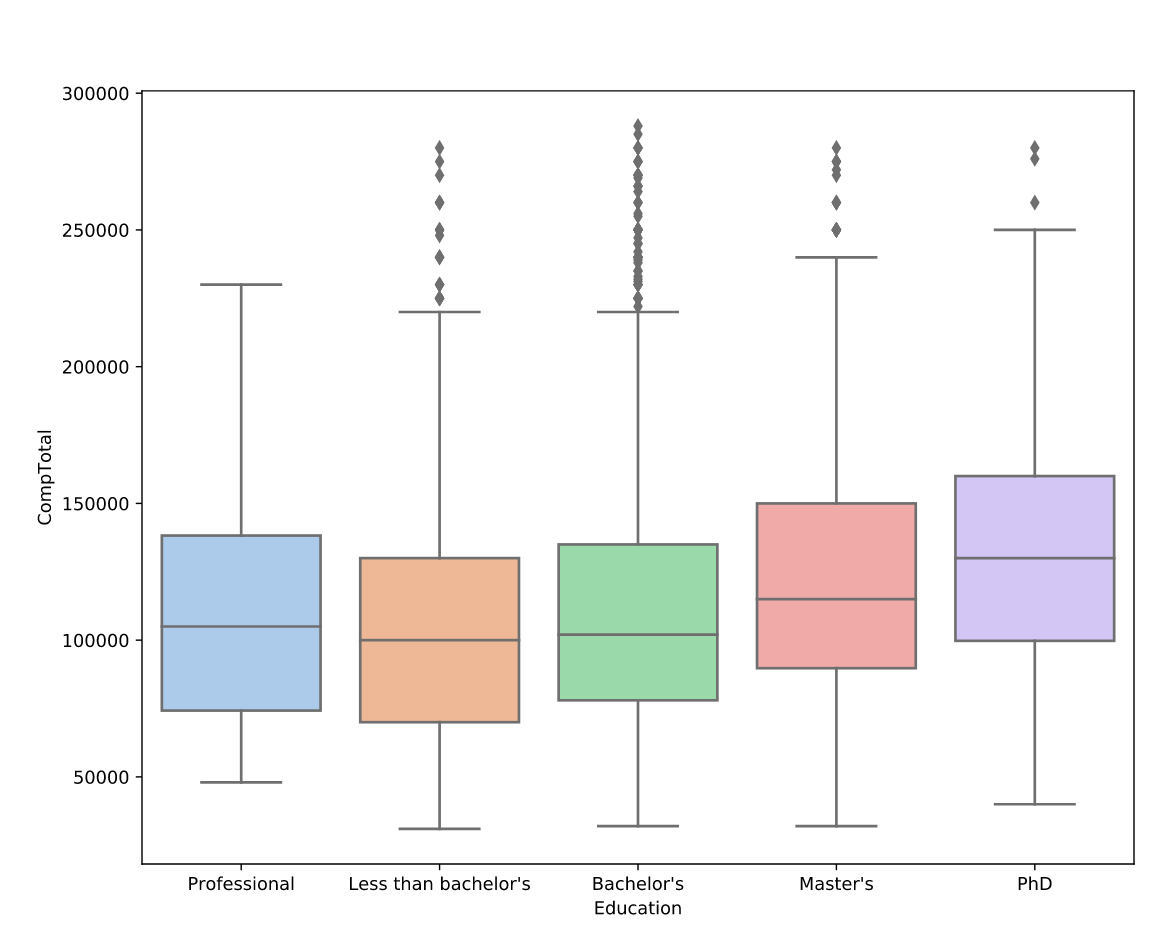 300000
250000
200000
150000
100000
50000
CompTotal
Professional
Less than bachelor's
Bachelor's
Master's
PhD
Education